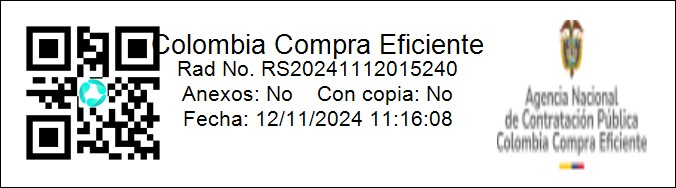 Colombia Compra Eficiente
Rad No. RS20241112015240
Anexos: No Con copia: No
Fecha: 12/11/2024 11:16:08
Agencia Nacional
de Contratación Pública
Colombia Compra Eficiente